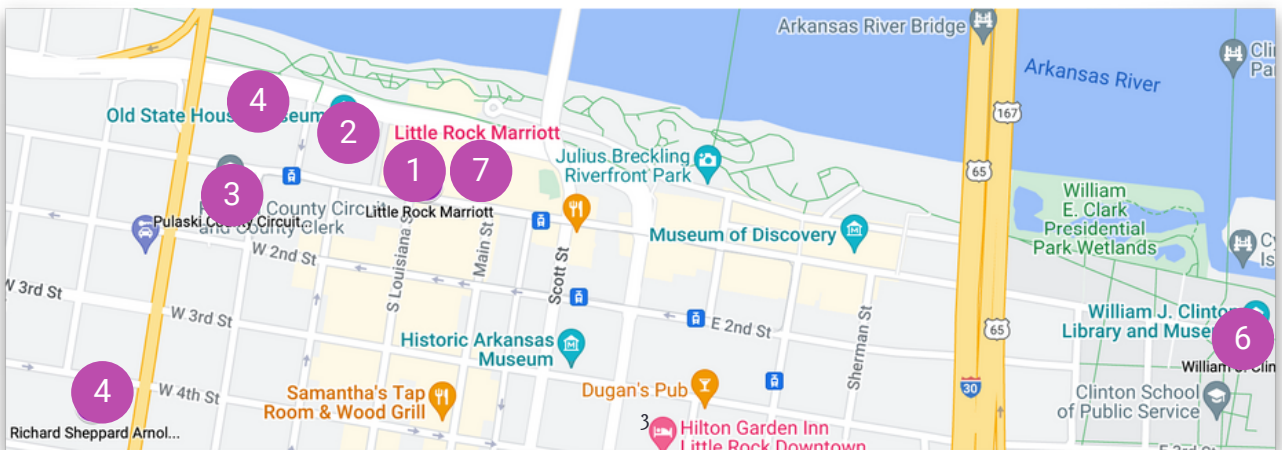 Arkansas River Bridge
Arkansas River
167
65
4
Old State House Museum
2
Little Rock Marriott
1
7
Julius Breckling
Riverfront Park
3
County Circuit
and County Clerk
Pulaski County Circuit...
Little Rock Marriott
William
E. Clark
Presidential
Park Wetlands
Museum of Discovery
W 2nd St
S Louisiana S
Main St
Scott St
W 3rd St
W 3rd St
E 2nd St
Sherman St
65
William J. Clinton
Library and Museum
6
Historic Arkansas
Museum
30
4
W 4th St
Samantha's Tap
Room & Wood Grill
Dugan's Pub
Clinton School
of Public Service
3
Richard Sheppard Arnol...
Hilton Garden Inn
Little Rock Downtown